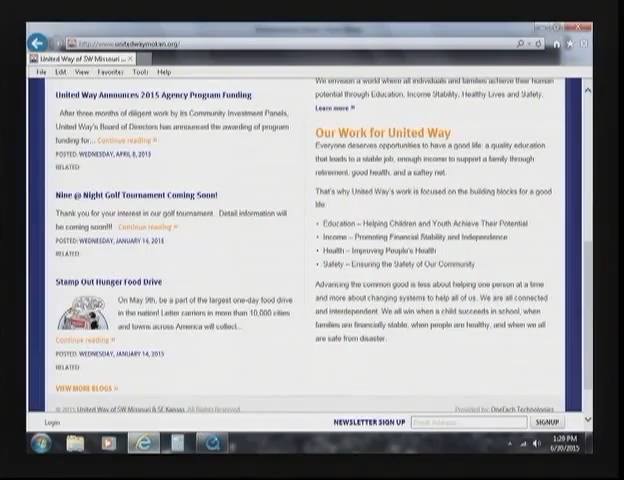 http://www.unitedwaymokan.org/
United Way of SW Missouri ...
File Edit View Favorites Tools Help
United Way Announces 2015 Agency Program Funding
After three months of diligent work by its Community Investment Panels,
United Way's Board of Directors has announced the awarding of program
funding for... Continue reading »
POSTED: WEDNESDAY, APRIL 8, 2015
RELATED:
Nine @ Night Golf Tournament Coming Soon!
Thank you for your interest in our golf tournament. Detail information will
be coming soon!!! Continue reading »
POSTED: WEDNESDAY, JANUARY 14, 2015
RELATED:
Stamp Out Hunger Food Drive
On May 9th, be a part of the largest one-day food drive
in the nation! Letter carriers in more than 10,000 cities
and towns across America will collect...
Continue reading »
POSTED: WEDNESDAY, JANUARY 14, 2015
RELATED:
VIEW MORE BLOGS »
We envision a world where all individuals and families achieve their human
potential through Education, Income Stability, Healthy Lives and Safety.
Learn more »
Our Work for United Way
Everyone deserves opportunities to have a good life: a quality education
that leads to a stable job, enough income to support a family through
retirement, good health, and a saftey net.
That's why United Way's work is focused on the building blocks for a good
life:
• Education – Helping Children and Youth Achieve Their Potential
• Income – Promoting Financial Stability and Independence
• Health – Improving People's Health
• Safety – Ensuring the Safety of Our Community
Advancing the common good is less about helping one person at a time
and more about changing systems to help all of us. We are all connected
and interdependent. We all win when a child succeeds in school, when
families are financially stable, when people are healthy, and when we all
are safe from disaster.
© 2015 United Way of SW Missouri & SE Kansas. All Rights Reserved.
Provided by: OneTech Technologies
Login
NEWSLETTER SIGN UP
Email Address...
SIGNUP
1:29 PM
6/30/2015